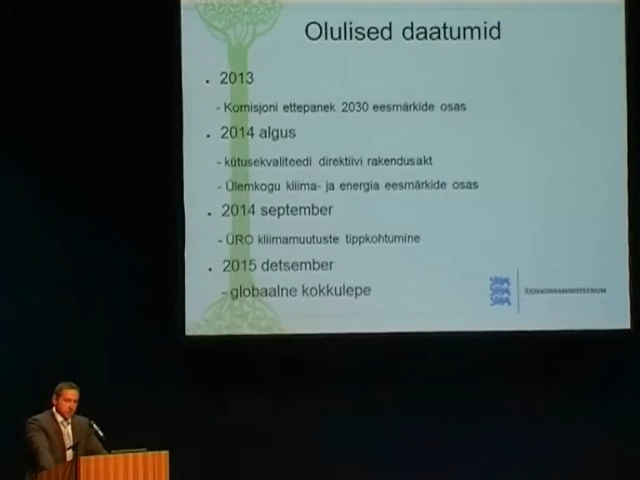 Olulised daatumid
. 2013
- Komisjoni ettepanek 2030 eesmärkide osas
. 2014 algus
- kütusekvaliteedi direktiivi rakendusakt
- Ülemkogu kliima- ja energia eesmärkide osas
. 2014 september
- ÜRO kliimamuutuste tippkohtumine
. 2015 detsember
- globaalne kokkulepe
KESKKONNAMINISTEERIUM